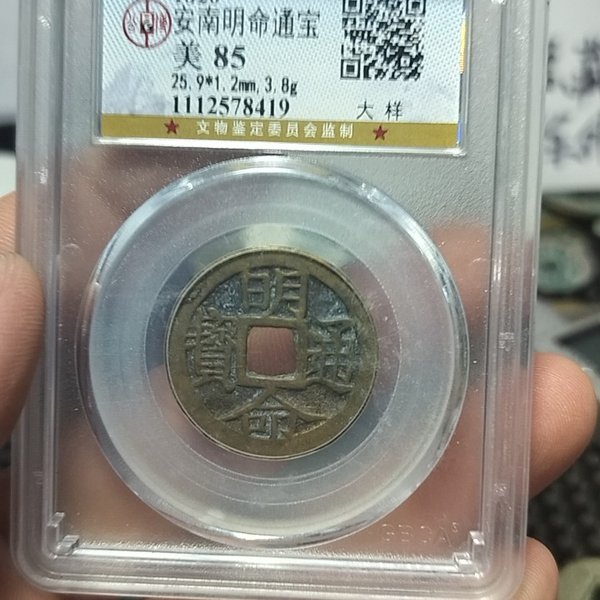 安南明命通宝
美 85
25.9*1.2mm,3.8g
1112578419
大样
★ 文物鉴定委员会监制 ★
明命通寶
GBCA